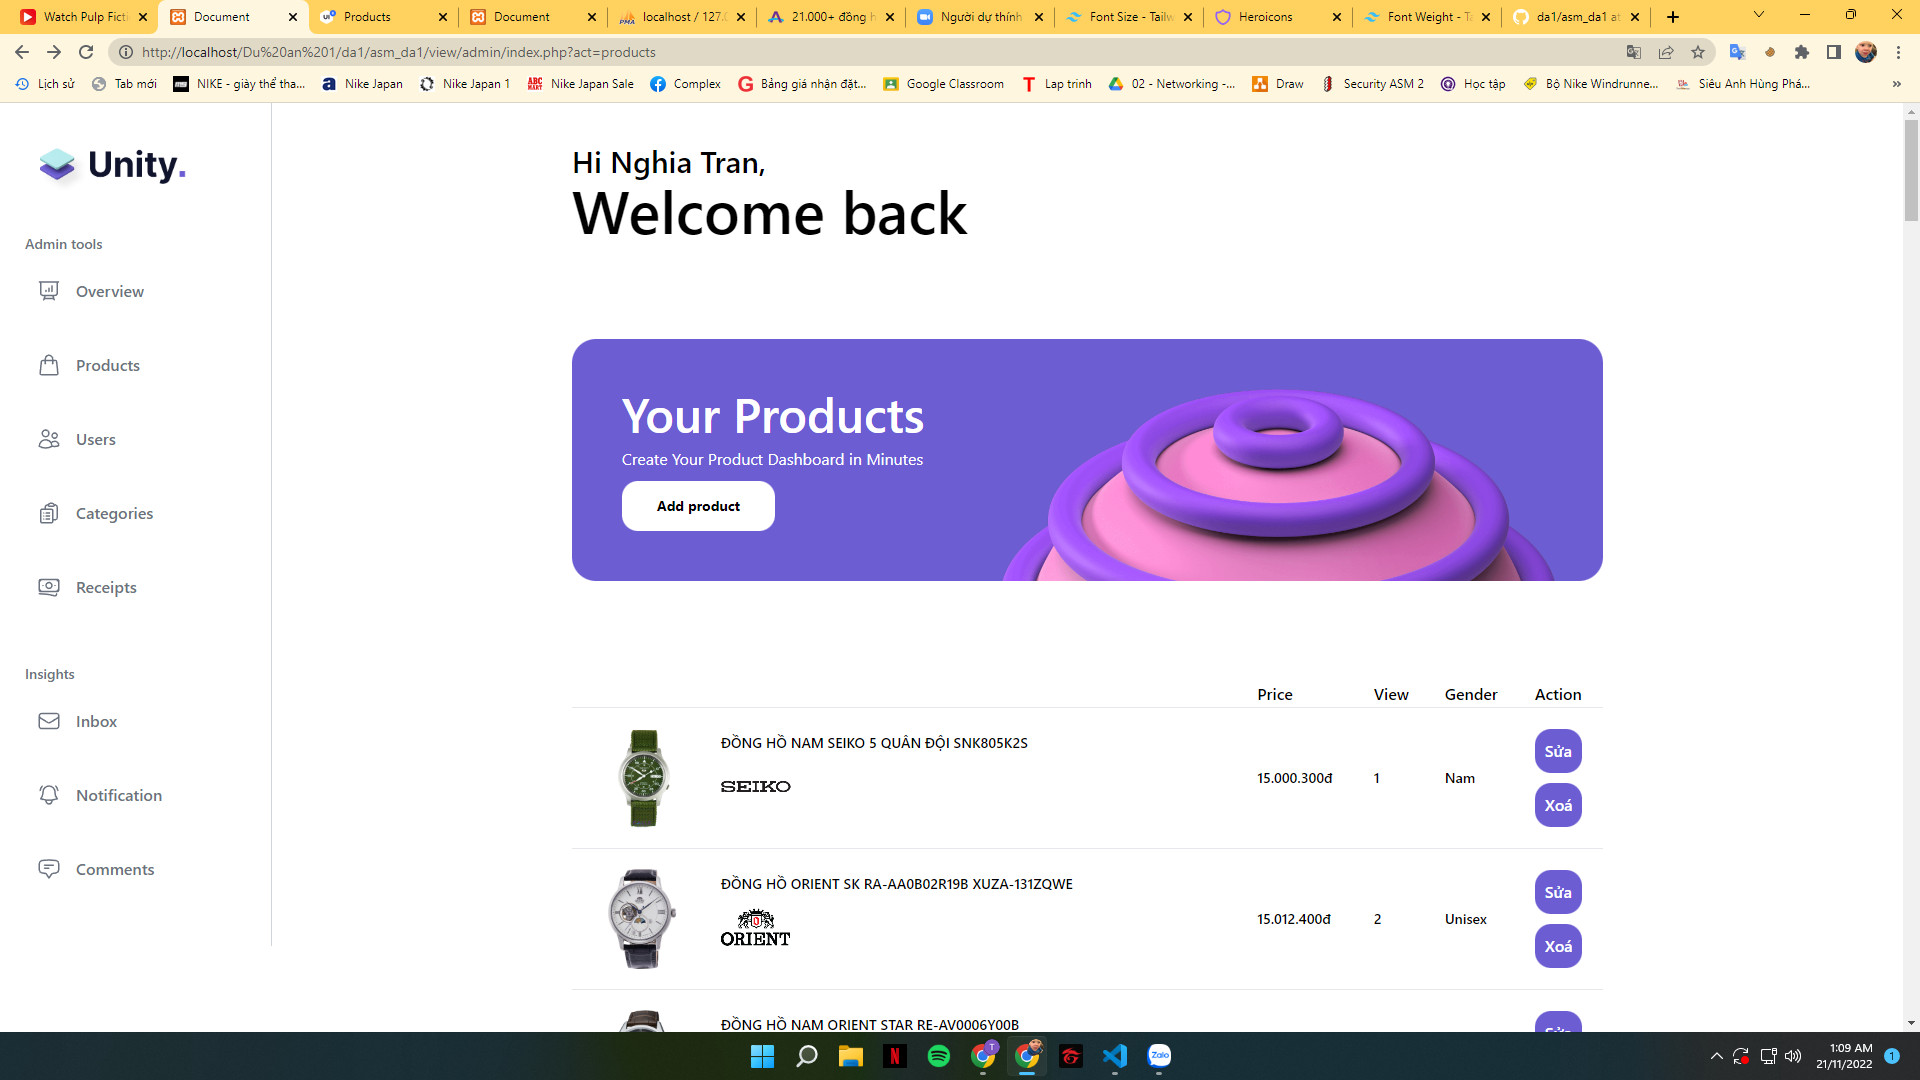 Watch Pulp Ficti
Document
Products
Document
localhost / 127.0
21.000+ đồng h
Người dự thính
Font Size - Tailw
Heroicons
Font Weight - Ta
da1/asm_da1 at
http://localhost/Du%20an%201/da1/asm_da1/view/admin/index.php?act=products
Lịch sử
Tab mới
NIKE - giày thể tha...
Nike Japan
Nike Japan 1
Nike Japan Sale
Complex
Bảng giá nhận đặt...
Google Classroom
Lap trinh
02 - Networking -...
Draw
Security ASM 2
Học tập
Bộ Nike Windrunne...
Siêu Anh Hùng Phá...
Unity.
Admin tools
Overview
Products
Users
Categories
Receipts
Insights
Inbox
Notification
Comments
Hi Nghia Tran,
Welcome back
Your Products
Create Your Product Dashboard in Minutes
Add product
Price View Gender Action
ĐỒNG HỒ NAM SEIKO 5 QUÂN ĐỘI SNK805K2S
SEIKO
15.000.300đ
1
Nam
Sửa
Xoá
ĐỒNG HỒ ORIENT SK RA-AA0B02R19B XUZA-131ZQWE
ORIENT
15.012.400đ
2
Unisex
Sửa
Xoá
ĐỒNG HỒ NAM ORIENT STAR RE-AV0006Y00B
Sửa
Zalo
1:09 AM
21/11/2022
1